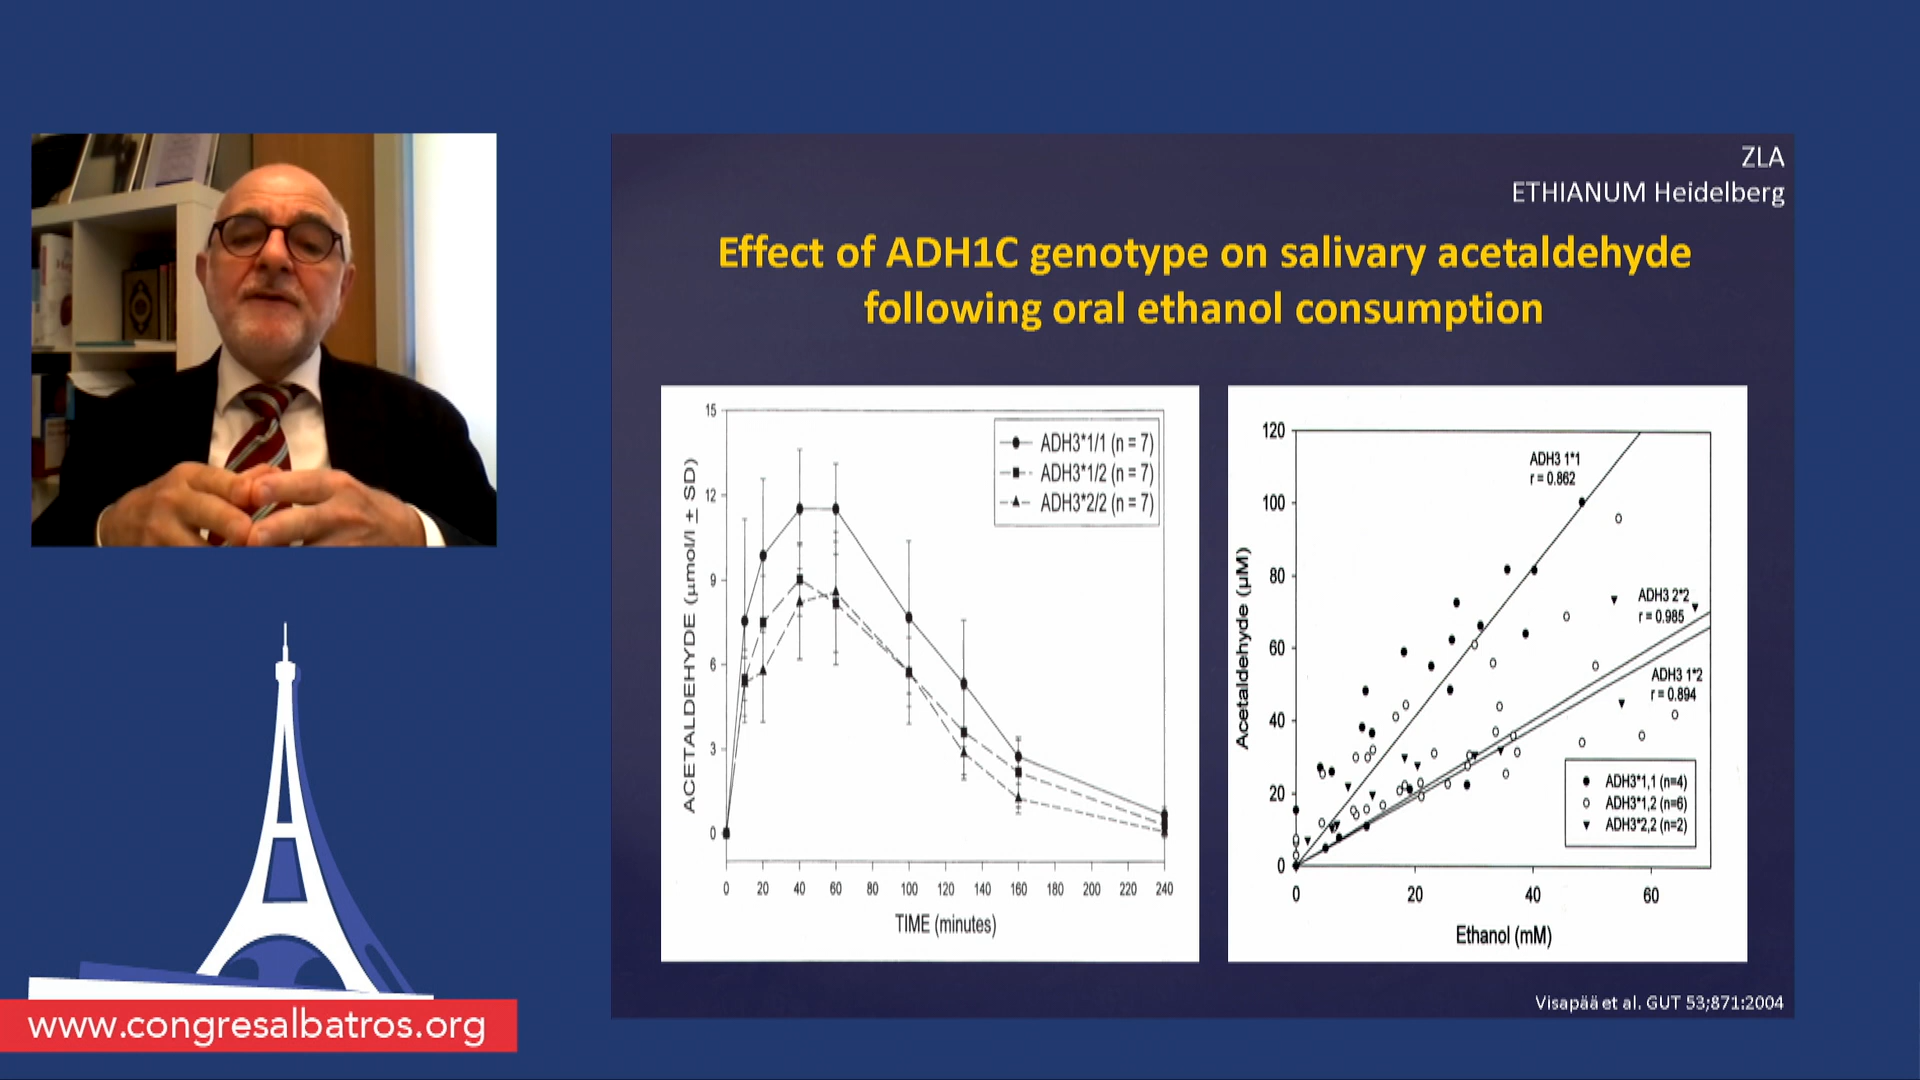 ZLA
ETHIANUM Heidelberg
Effect of ADH1C genotype on salivary acetaldehyde
following oral ethanol consumption
15
12
9
6
3
0
ACETALDEHYDE (µmol/l ± SD)
ADH3*1/1 (n = 7)
ADH3*1/2 (n = 7)
ADH3*2/2 (n = 7)
0 20 40 60 80 100 120 140 160 180 200 220 240
TIME (minutes)
120
100
80
60
40
20
0
Acetaldehyde (µM)
ADH3 1*1
r = 0.862
ADH3 2*2
r = 0.985
ADH3 1*2
r = 0.894
ADH3*1,1 (n=4)
ADH3*1,2 (n=6)
ADH3*2,2 (n=2)
0 20 40 60
Ethanol (mM)
Visapää et al. GUT 53;871:2004
www.congresalbatros.org